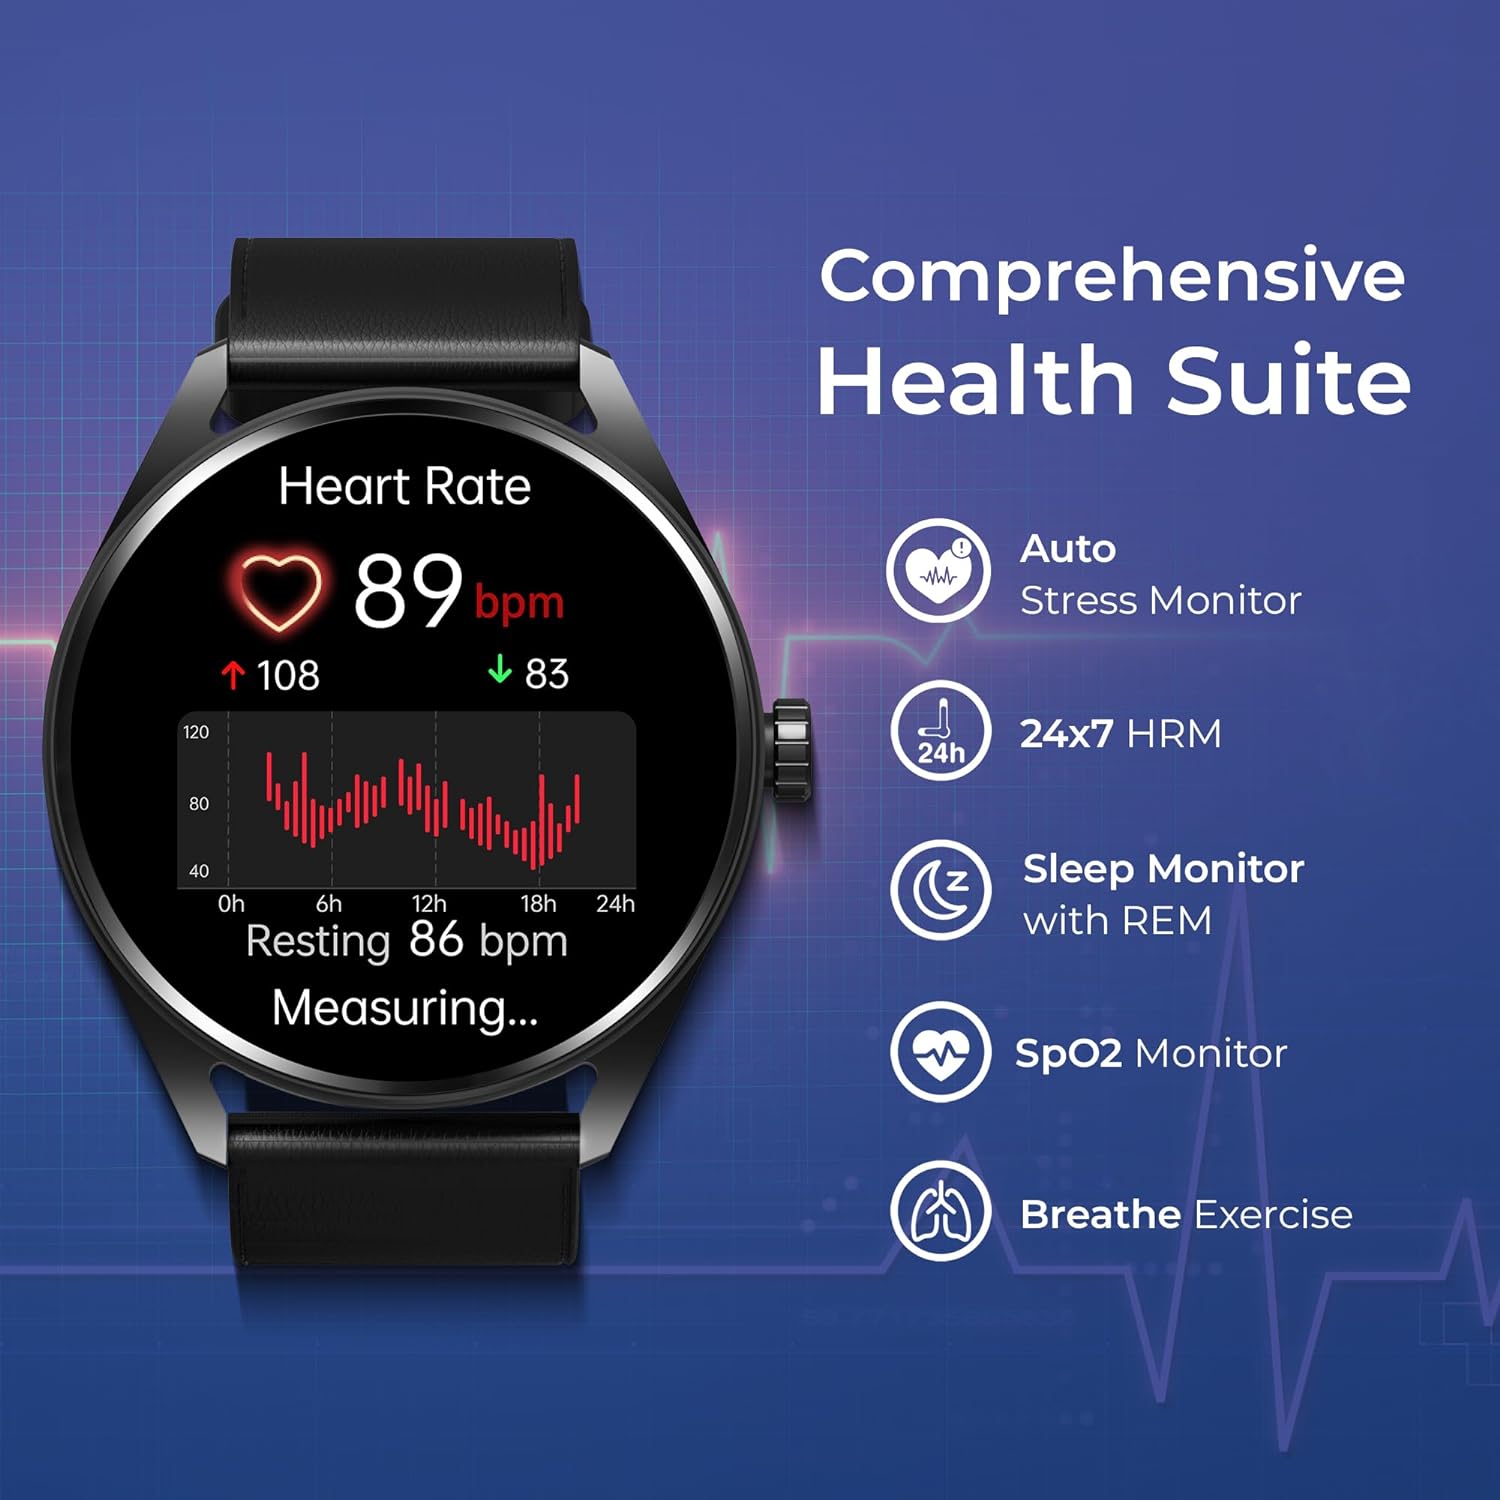 Comprehensive
Health Suite
Heart Rate
89 bpm
↑ 108 ↓ 83
120
80
40
0h 6h 12h 18h 24h
Resting 86 bpm
Measuring...
Auto
Stress Monitor
24h
24x7 HRM
z
Sleep Monitor
with REM
SpO2 Monitor
Breathe Exercise